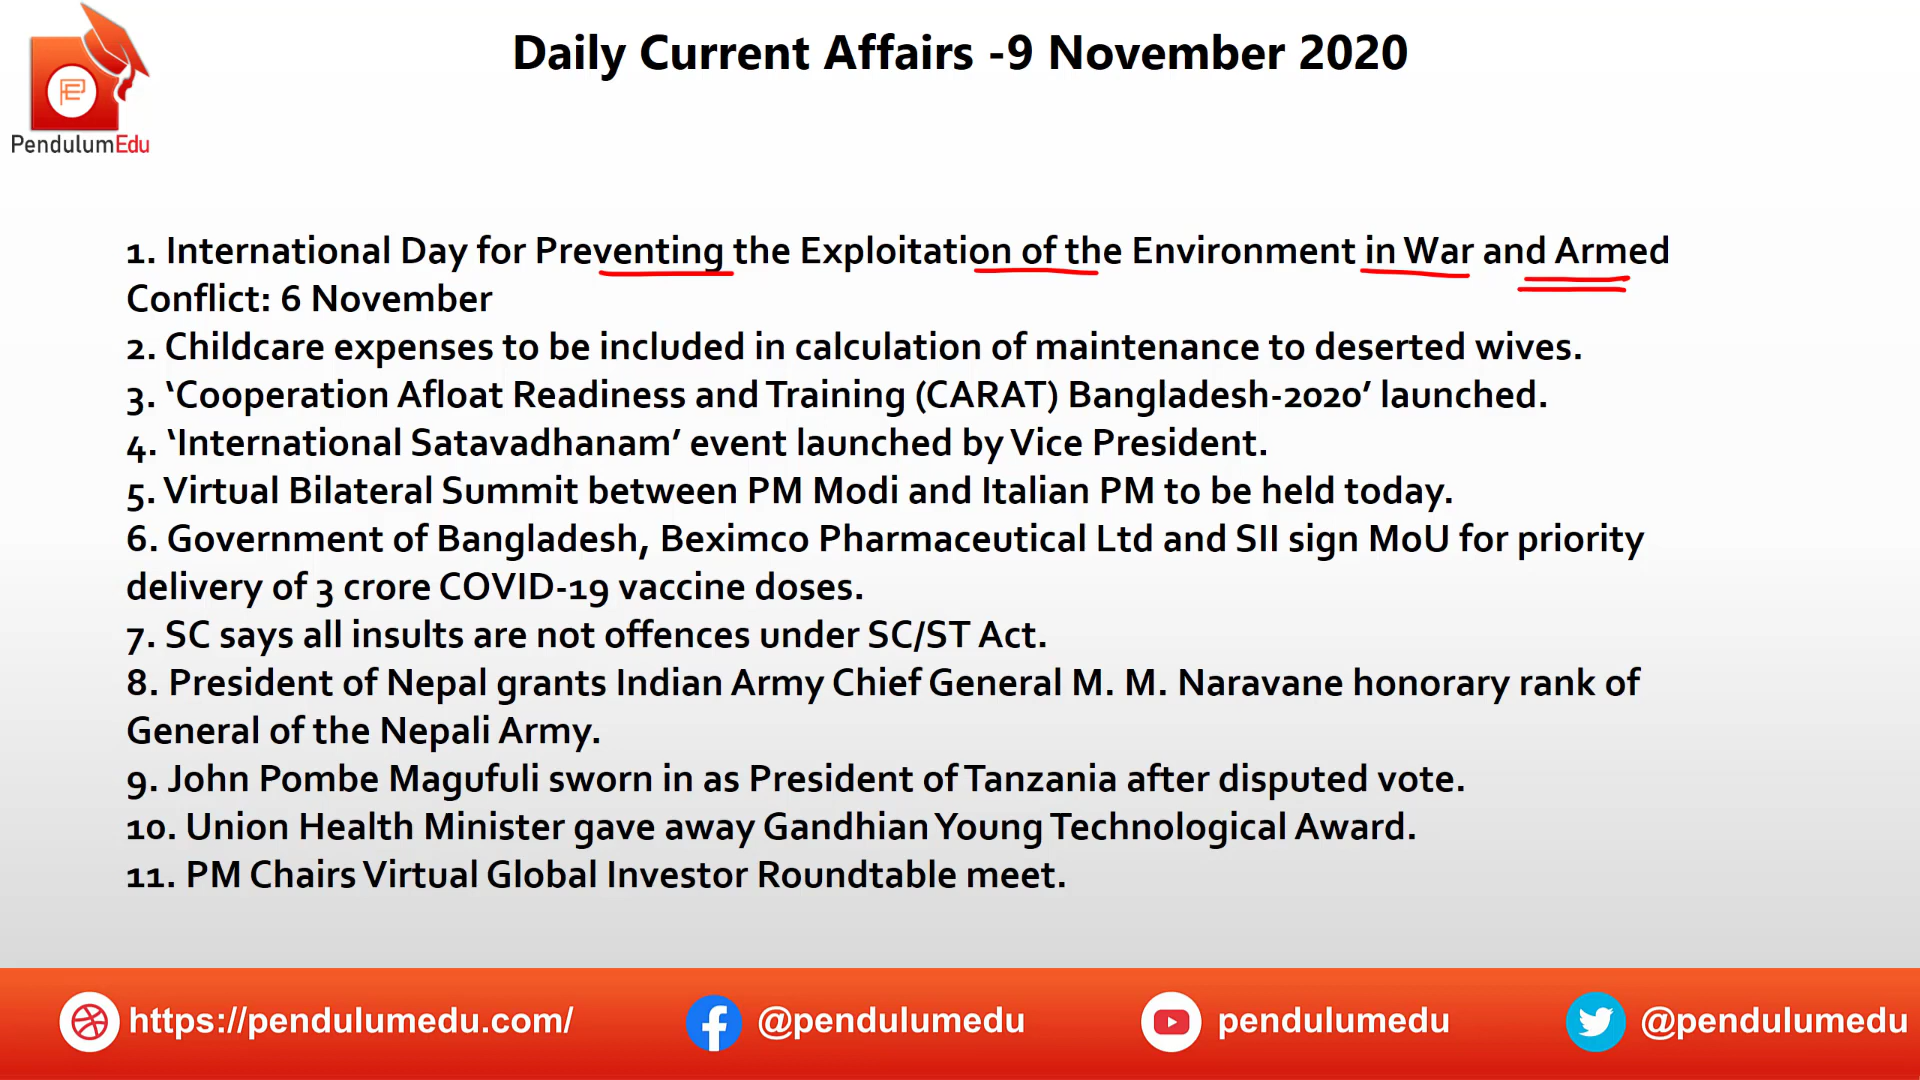 Daily Current Affairs -9 November 2020
PendulumEdu
1. International Day for Preventing the Exploitation of the Environment in War and Armed
Conflict: 6 November
2. Childcare expenses to be included in calculation of maintenance to deserted wives.
3. ‘Cooperation Afloat Readiness and Training (CARAT) Bangladesh-2020’ launched.
4. ‘International Satavadhanam’ event launched by Vice President.
5. Virtual Bilateral Summit between PM Modi and Italian PM to be held today.
6. Government of Bangladesh, Beximco Pharmaceutical Ltd and SII sign MoU for priority
delivery of 3 crore COVID-19 vaccine doses.
7. SC says all insults are not offences under SC/ST Act.
8. President of Nepal grants Indian Army Chief General M. M. Naravane honorary rank of
General of the Nepali Army.
9. John Pombe Magufuli sworn in as President of Tanzania after disputed vote.
10. Union Health Minister gave away Gandhian Young Technological Award.
11. PM Chairs Virtual Global Investor Roundtable meet.
https://pendulumedu.com/ @pendulumedu pendulumedu @pendulumedu